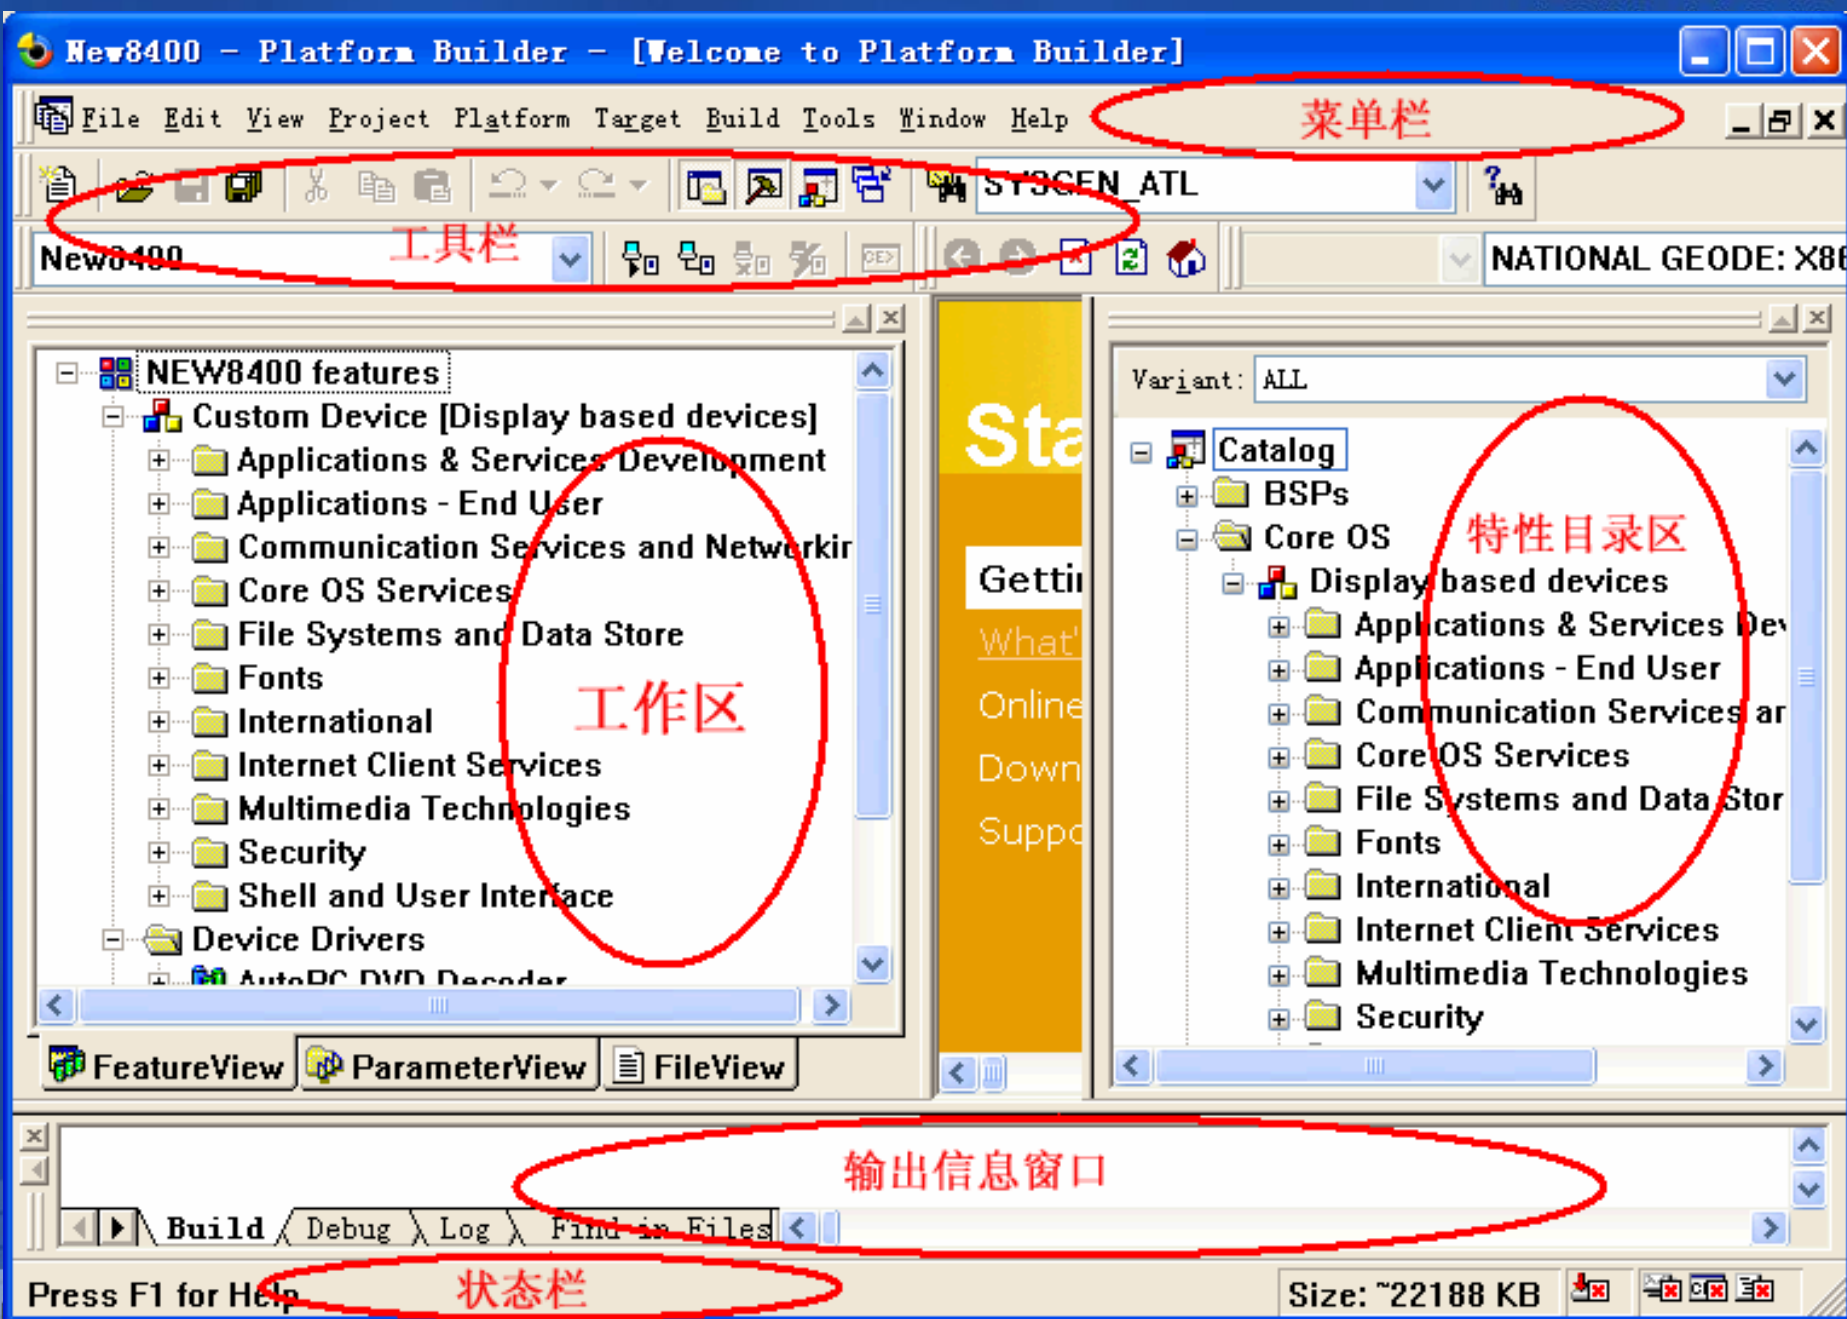 New8400 - Platform Builder - [Welcome to Platform Builder]
File Edit View Project Platform Target Build Tools Window Help
菜单栏
SYSGEN_ATL
工具栏
New8400
NATIONAL GEODE: X86
NEW8400 features
Custom Device [Display based devices]
Applications & Services Development
Applications - End User
Communication Services and Networkin
Core OS Services
File Systems and Data Store
Fonts
International
Internet Client Services
Multimedia Technologies
Security
Shell and User Interface
Device Drivers
AutoPC DVD Decoder
工作区
FeatureView ParameterView FileView
Sta
Gettin
What'
Online
Down
Suppo
Variant: ALL
Catalog
BSPs
Core OS
特性目录区
Display based devices
Applications & Services Dev
Applications - End User
Communication Services an
Core OS Services
File Systems and Data Stor
Fonts
International
Internet Client Services
Multimedia Technologies
Security
输出信息窗口
Build Debug Log Find in Files
Press F1 for Help
状态栏
Size: ~22188 KB